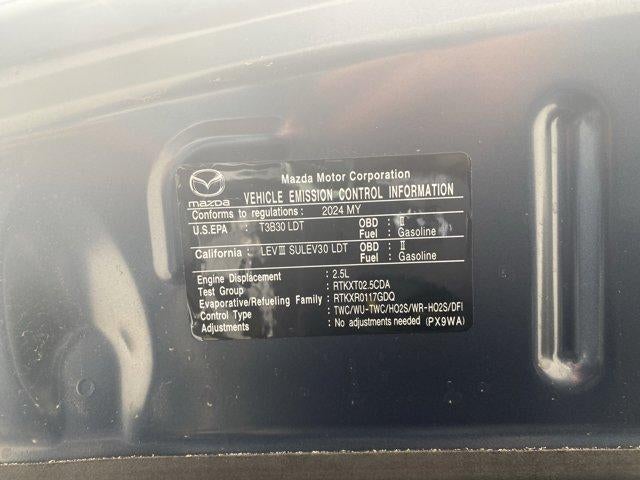 Mazda Motor Corporation
mazda VEHICLE EMISSION CONTROL INFORMATION
Conforms to regulations : 2024 MY
U.S.EPA : T3B30 LDT OBD : II
Fuel : Gasoline
California : LEVIII SULEV30 LDT OBD : II
Fuel : Gasoline
Engine Displacement : 2.5L
Test Group : RTKXT02.5CDA
Evaporative/Refueling Family : RTKXR0117GDQ
Control Type : TWC/WU-TWC/HO2S/WR-HO2S/DFI
Adjustments : No adjustments needed (PX9WA)